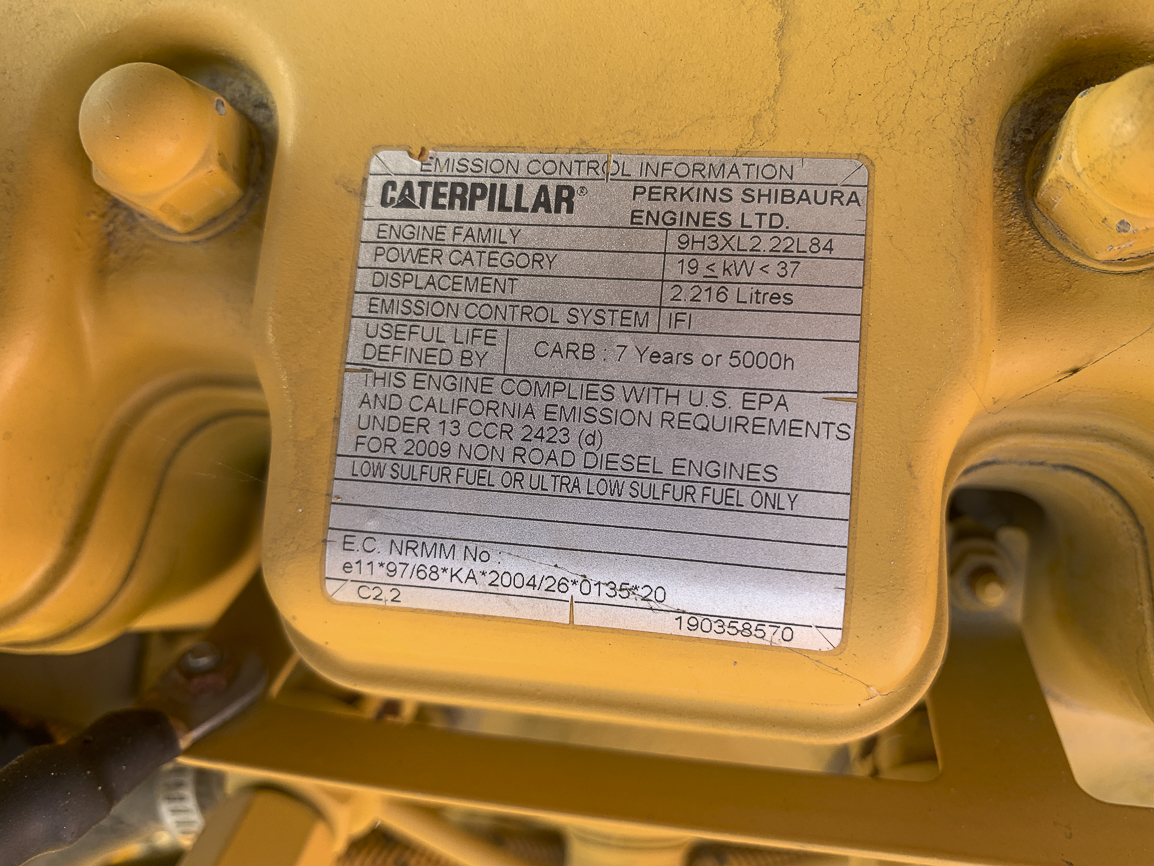 EMISSION CONTROL INFORMATION
CATERPILLAR® PERKINS SHIBAURA
ENGINES LTD.
ENGINE FAMILY 9H3XL2.22L84
POWER CATEGORY 19 ≤ kW < 37
DISPLACEMENT 2.216 Litres
EMISSION CONTROL SYSTEM IFI
USEFUL LIFE
DEFINED BY CARB : 7 Years or 5000h
THIS ENGINE COMPLIES WITH U.S. EPA
AND CALIFORNIA EMISSION REQUIREMENTS
UNDER 13 CCR 2423 (d)
FOR 2009 NON ROAD DIESEL ENGINES
LOW SULFUR FUEL OR ULTRA LOW SULFUR FUEL ONLY
E.C. NRMM No :
e11*97/68*KA*2004/26*0135*20
C2.2 190358570